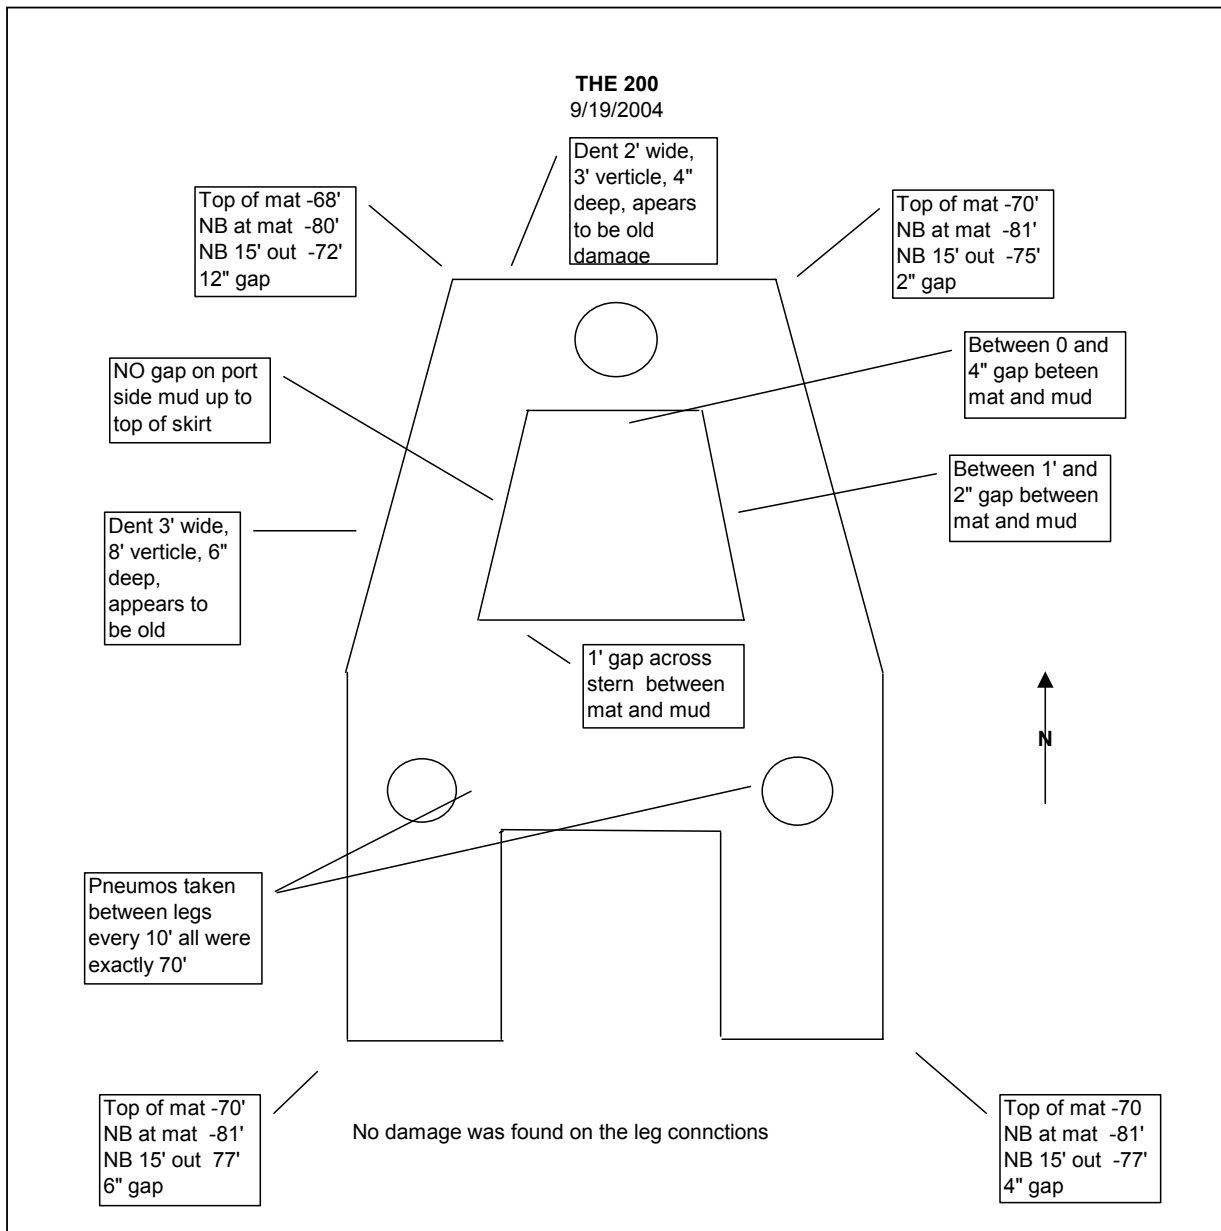 THE 200
9/19/2004
Dent 2' wide,
3' verticle, 4"
deep, apears
to be old
damage
Top of mat -68'
NB at mat  -80'
NB 15' out  -72'
12" gap
Top of mat -70'
NB at mat  -81'
NB 15' out  -75'
2" gap
NO gap on port
side mud up to
top of skirt
Between 0 and
4" gap beteen
mat and mud
Between 1' and
2" gap between
mat and mud
Dent 3' wide,
8' verticle, 6"
deep,
appears to
be old
1' gap across
stern  between
mat and mud
N
Pneumos taken
between legs
every 10' all were
exactly 70'
Top of mat -70'
NB at mat  -81'
NB 15' out  77'
6" gap
No damage was found on the leg connctions
Top of mat -70
NB at mat  -81'
NB 15' out  -77'
4" gap